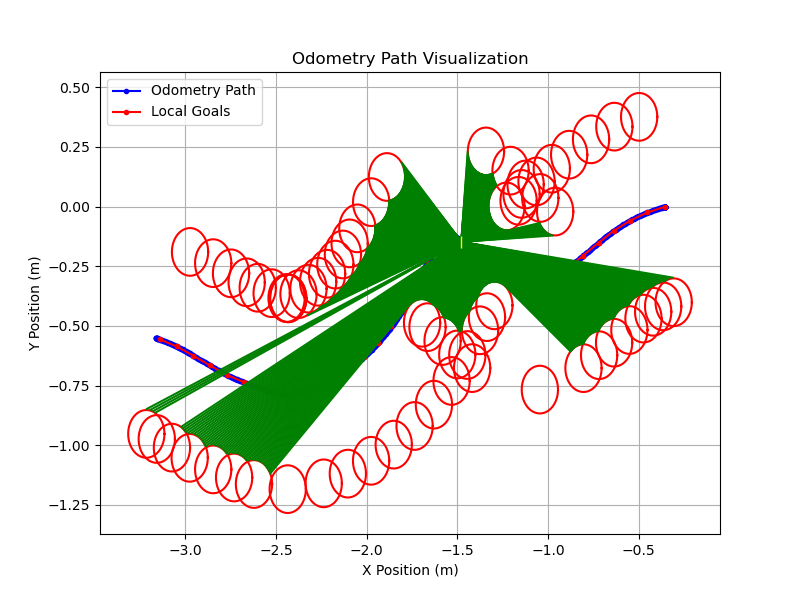 Odometry Path Visualization
Odometry Path
Local Goals
0.50
0.25
0.00
−0.25
−0.50
−0.75
−1.00
−1.25
Y Position (m)
−3.0 −2.5 −2.0 −1.5 −1.0 −0.5
X Position (m)